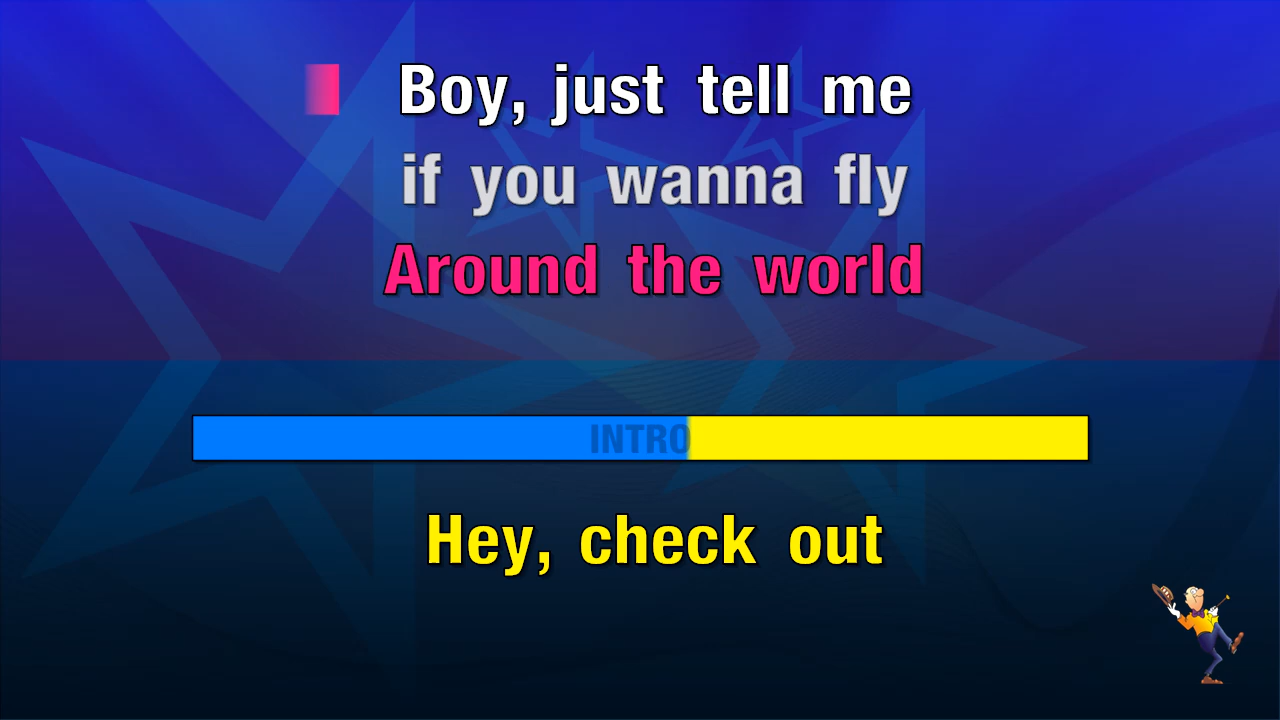 Boy, just tell me
if you wanna fly
Around the world
INTRO
Hey, check out